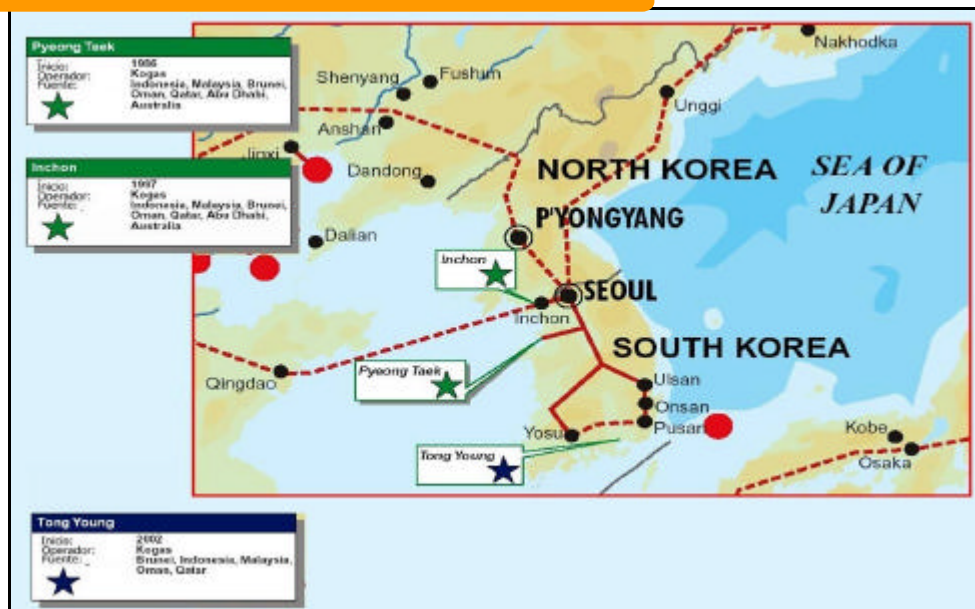 Pyeong Taek
Inicio: 1986
Operador: Kogas
Fuente: Indonesia, Malaysia, Brunei,
Oman, Qatar, Abu Dhabi,
Australia
Inchon
Inicio: 1997
Operador: Kogas
Fuente: Indonesia, Malaysia, Brunei,
Oman, Qatar, Abu Dhabi,
Australia
Nakhodka
Shenyang
Fushun
Unggi
Anshan
Jinxi
Dandong
NORTH KOREA
SEA OF
JAPAN
P'YONGYANG
Dalian
Inchon
SEOUL
Inchon
SOUTH KOREA
Pyeong Taek
Qingdao
Ulsan
Onsan
Pusan
Yosu
Kobe
Osaka
Tong Young
Tong Young
Inicio: 2002
Operador: Kogas
Fuente: Brunei, Indonesia, Malaysia,
Oman, Qatar